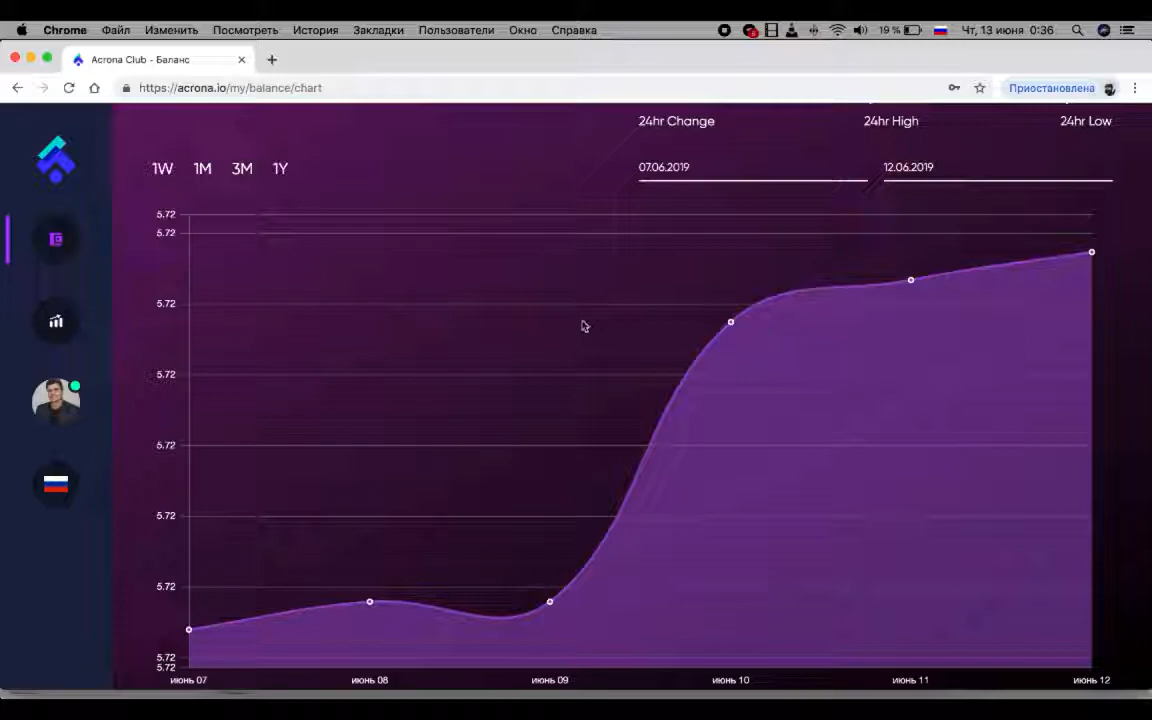 Chrome Файл Изменить Посмотреть История Закладки Пользователи Окно Справка 19 % Чт, 13 июня 0:36
Acrona Club - Баланс
https://acrona.io/my/balance/chart Приостановлена
24hr Change 24hr High 24hr Low
1W 1M 3M 1Y 07.06.2019 12.06.2019
5.72
5.72
5.72
5.72
5.72
5.72
5.72
5.72
5.72
июнь 07 июнь 08 июнь 09 июнь 10 июнь 11 июнь 12